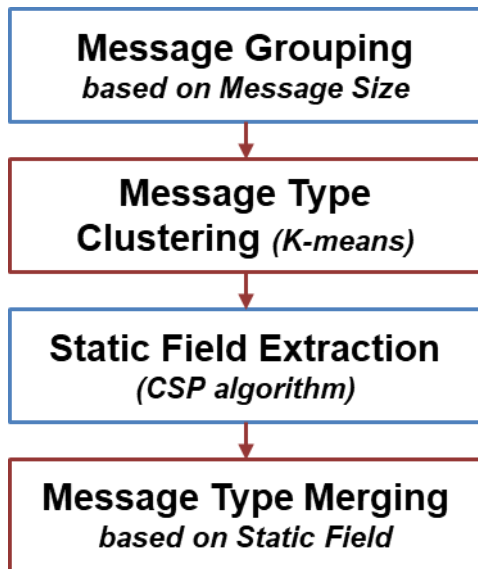 Message Grouping
based on Message Size
Message Type
Clustering (K-means)
Static Field Extraction
(CSP algorithm)
Message Type Merging
based on Static Field